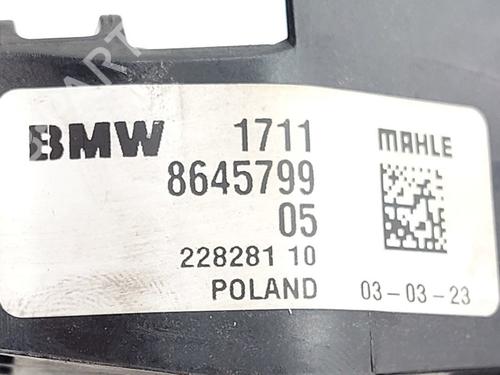 BMW 1711 MAHLE
8645799
05
228281 10
POLAND 03-03-23